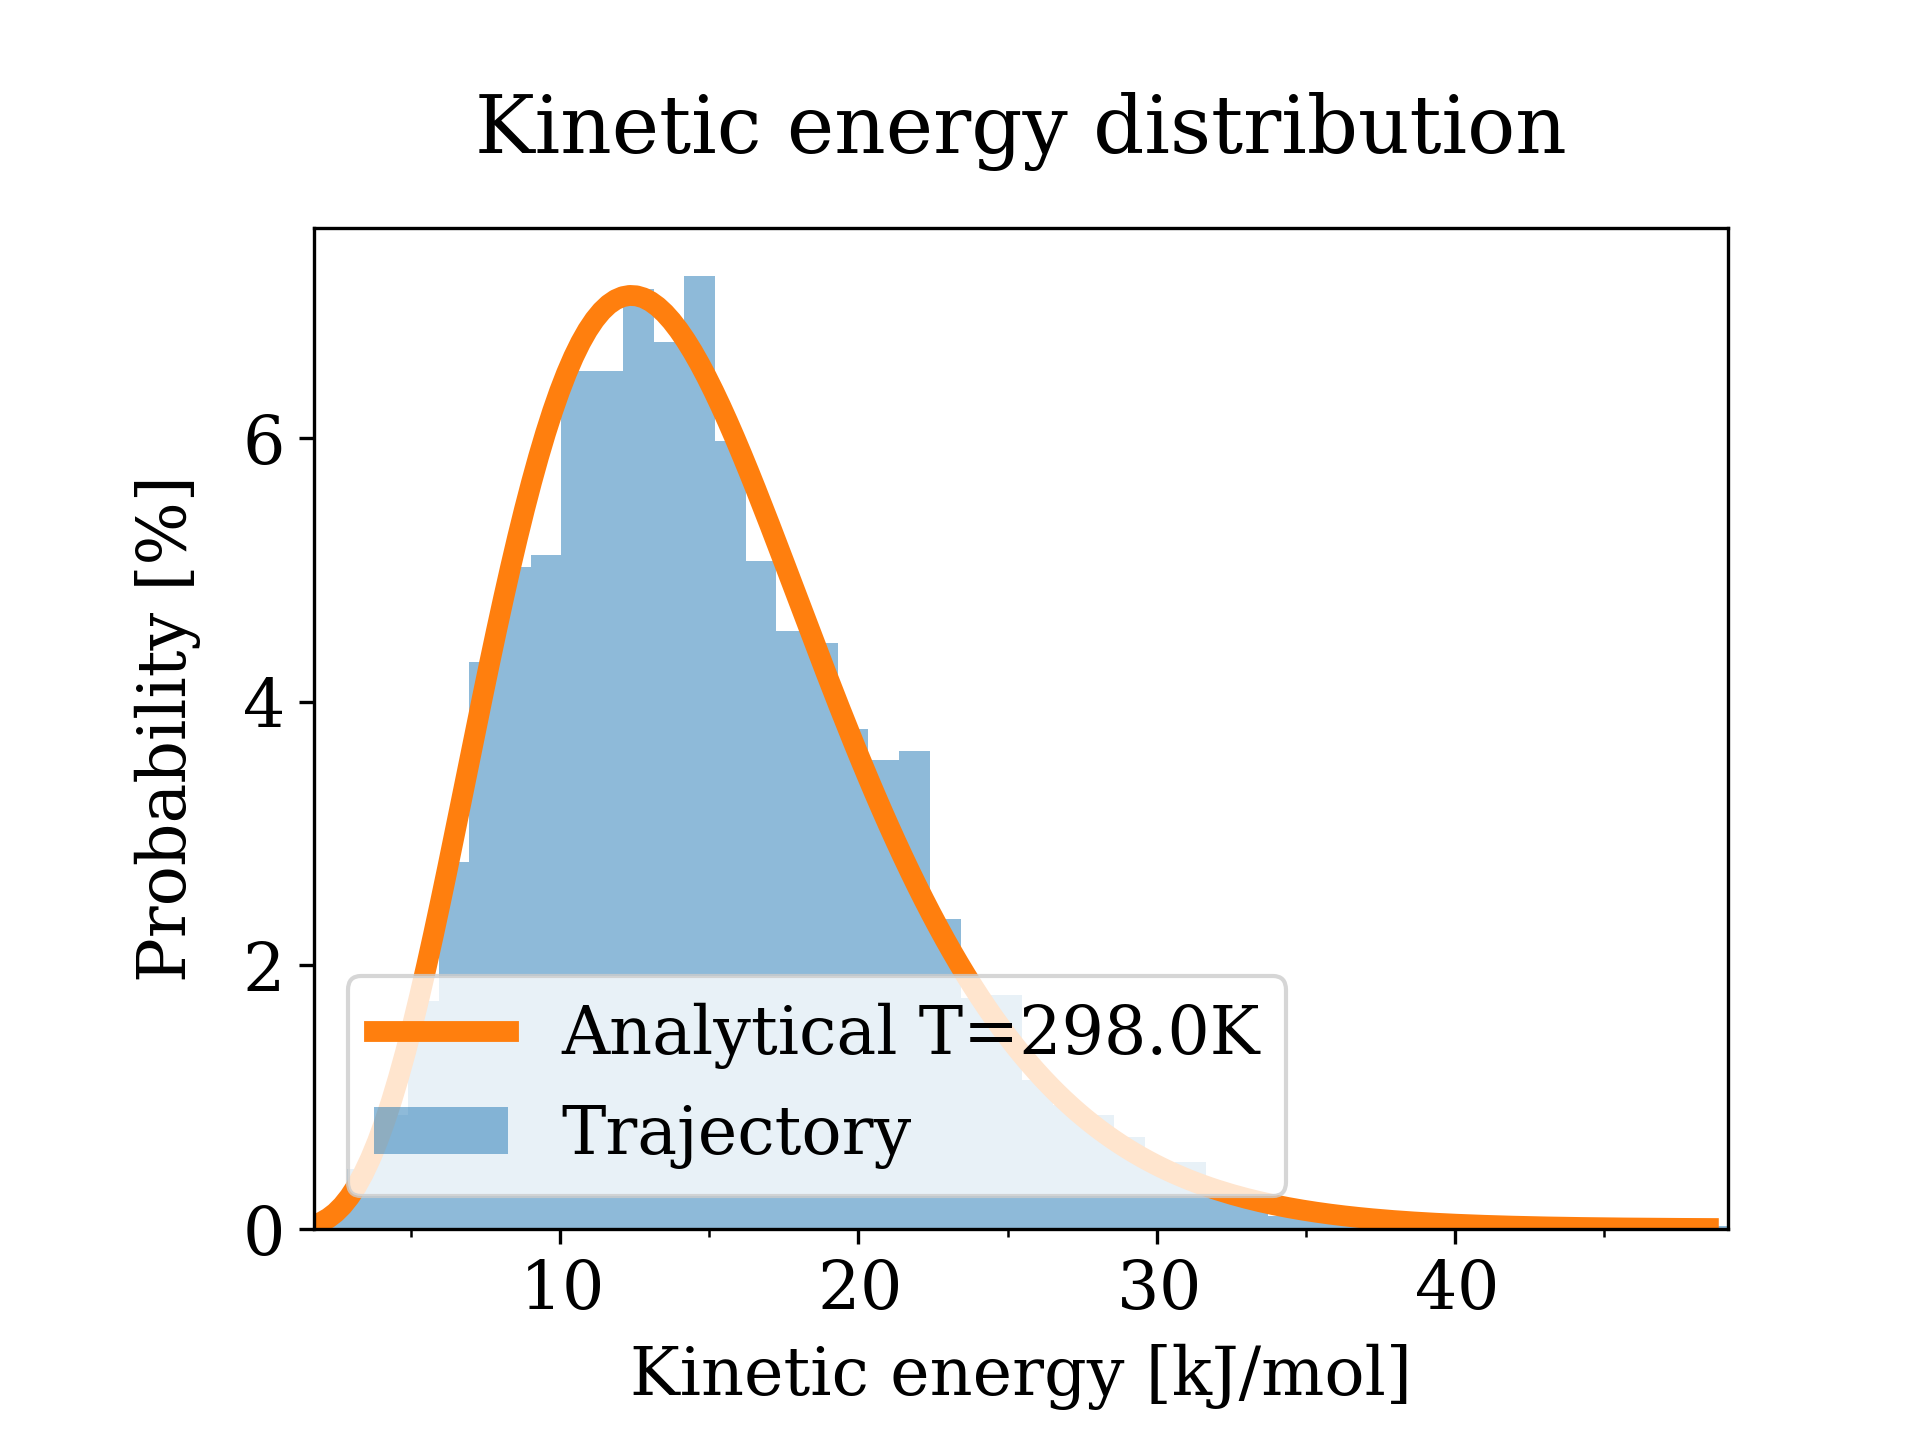 Kinetic energy distribution
Probability [%]
6
4
2
0
Analytical T=298.0K
Trajectory
10 20 30 40
Kinetic energy [kJ/mol]